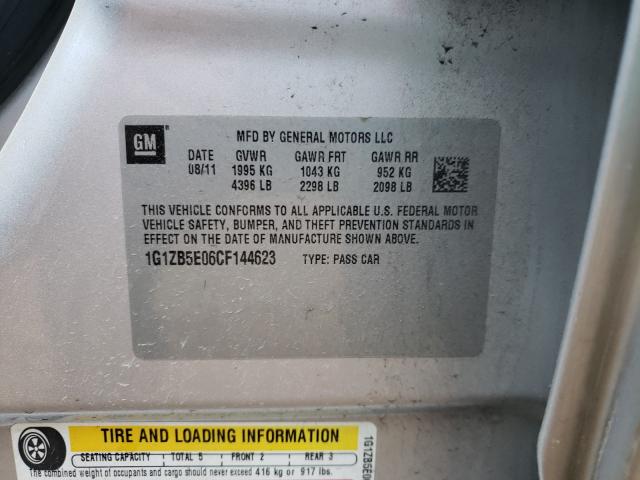 GM
MFD BY GENERAL MOTORS LLC
DATE GVWR GAWR FRT GAWR RR
08/11 1995 KG 1043 KG 952 KG
4396 LB 2298 LB 2098 LB
THIS VEHICLE CONFORMS TO ALL APPLICABLE U.S. FEDERAL MOTOR
VEHICLE SAFETY, BUMPER, AND THEFT PREVENTION STANDARDS IN
EFFECT ON THE DATE OF MANUFACTURE SHOWN ABOVE.
1G1ZB5E06CF144623 TYPE: PASS CAR
TIRE AND LOADING INFORMATION
SEATING CAPACITY TOTAL 5 FRONT 2 REAR 3
The combined weight of occupants and cargo should never exceed 416 kg or 917 lbs.
1G1ZB5E0